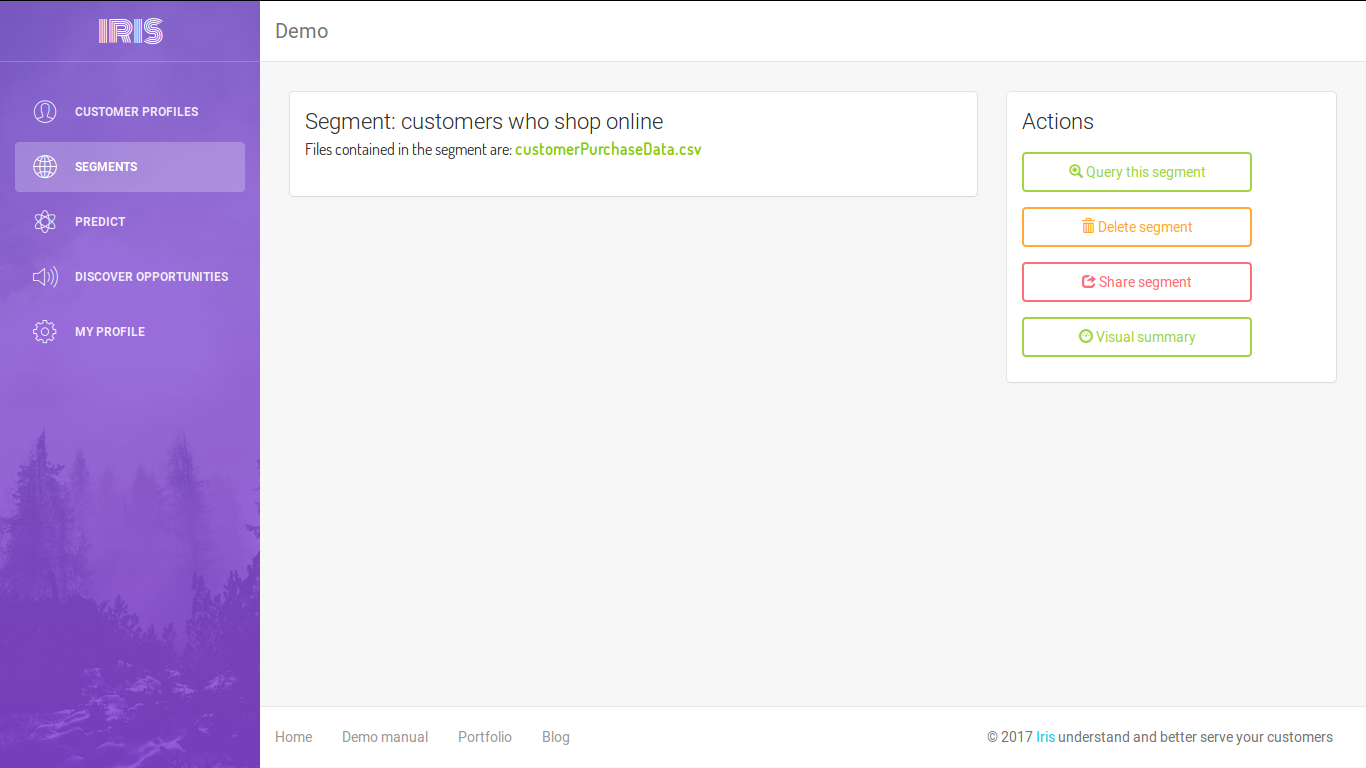 IRIS
Demo
CUSTOMER PROFILES
SEGMENTS
PREDICT
DISCOVER OPPORTUNITIES
MY PROFILE
Segment: customers who shop online
Files contained in the segment are: customerPurchaseData.csv
Actions
Query this segment
Delete segment
Share segment
Visual summary
Home Demo manual Portfolio Blog
© 2017 Iris understand and better serve your customers